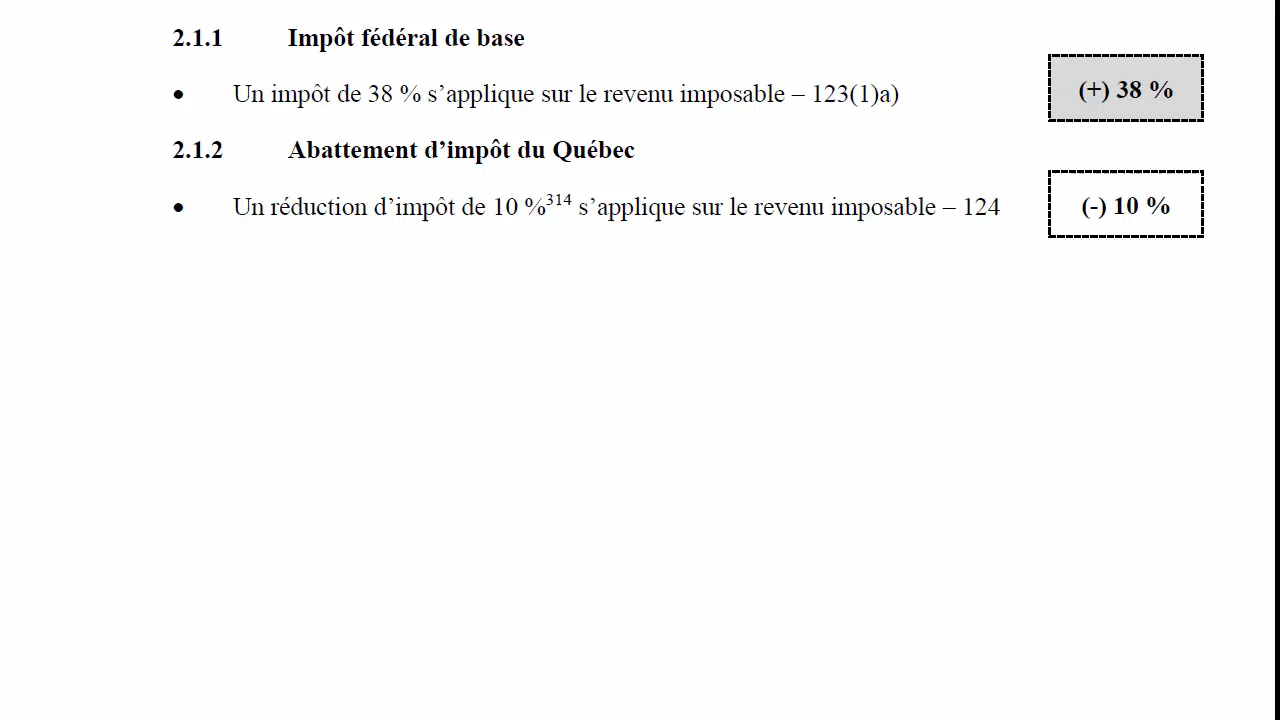 2.1.1 Impôt fédéral de base
• Un impôt de 38 % s’applique sur le revenu imposable – 123(1)a)
(+) 38 %
2.1.2 Abattement d’impôt du Québec
• Un réduction d’impôt de 10 %314 s’applique sur le revenu imposable – 124
(-) 10 %